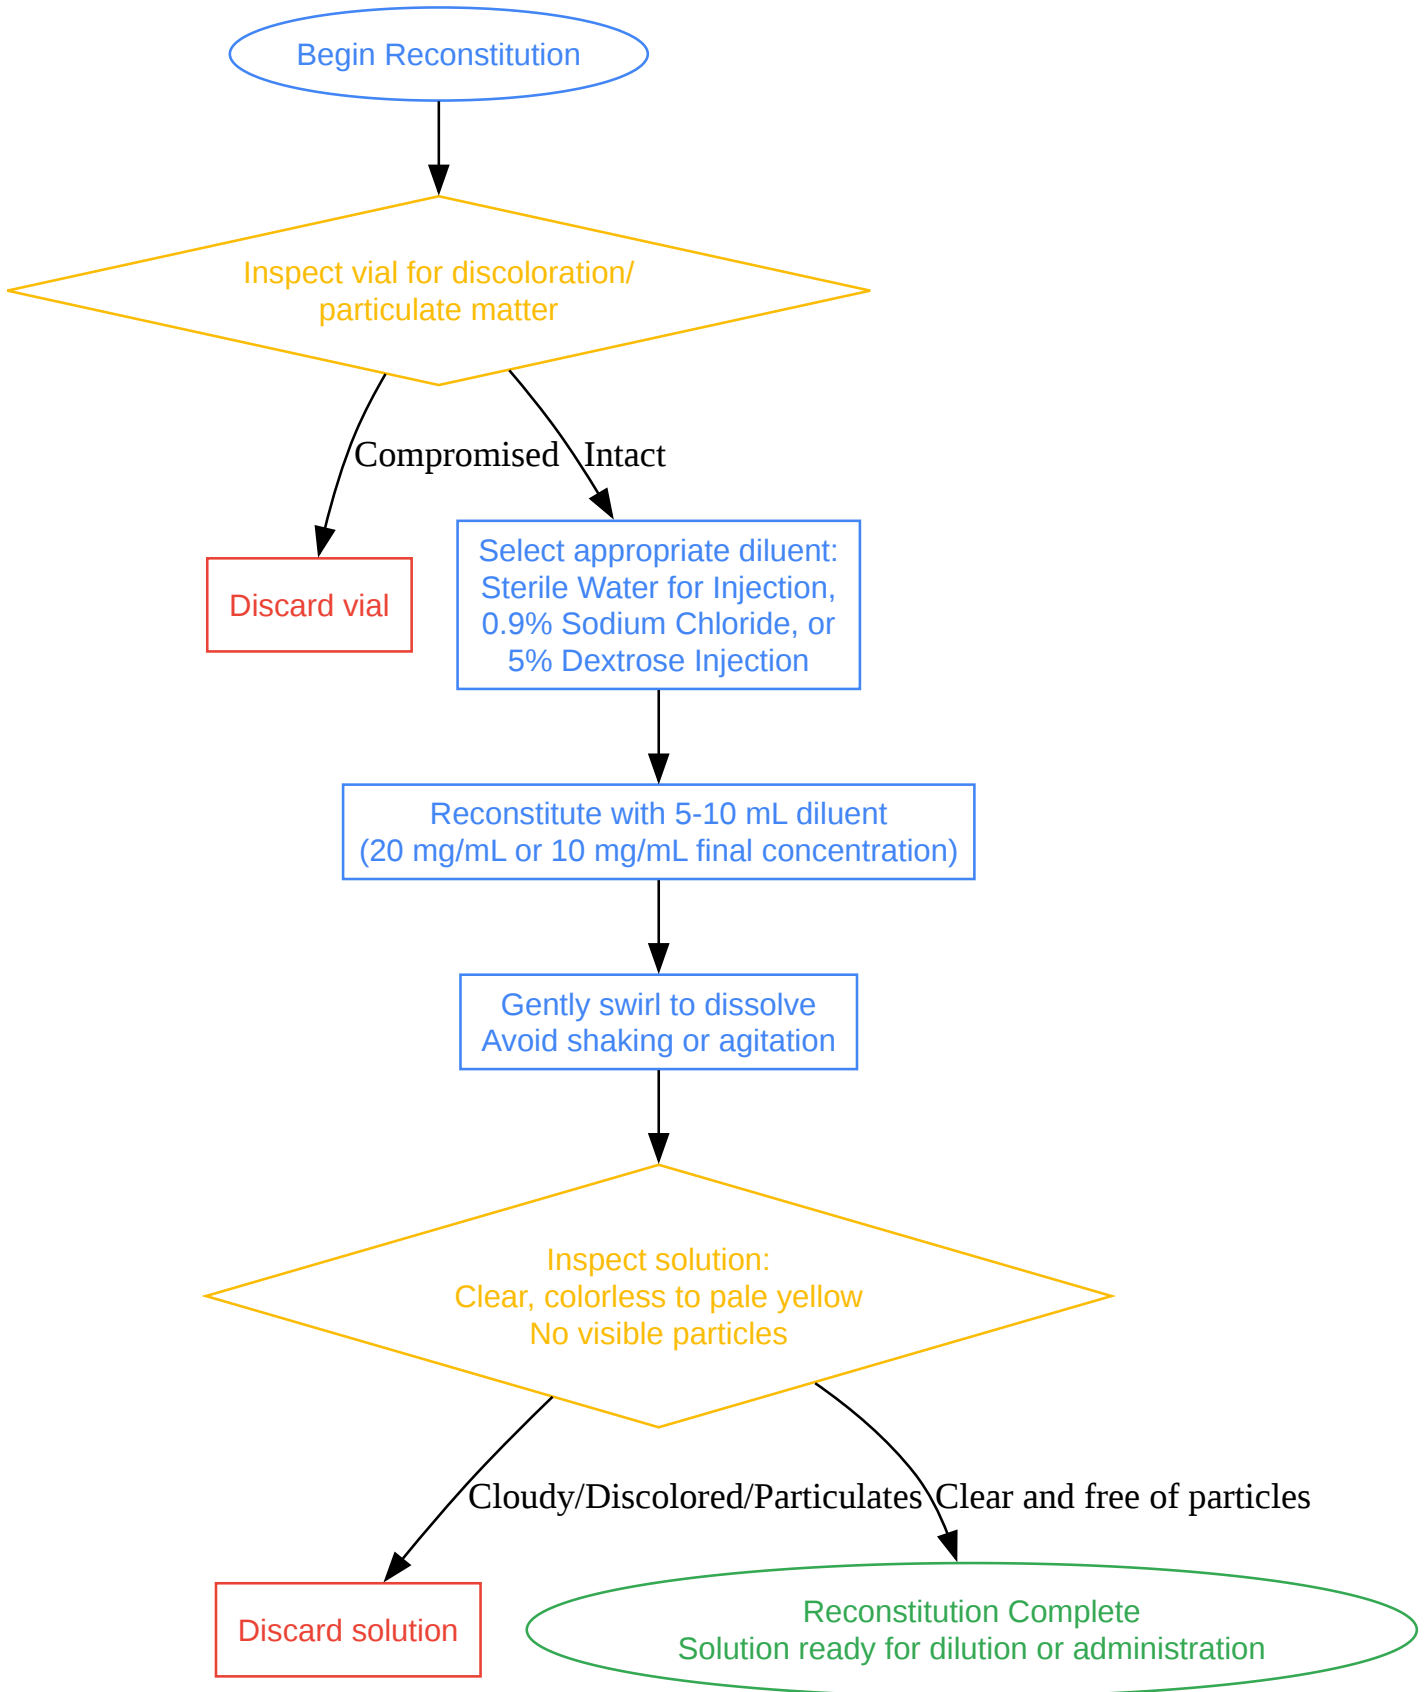 Begin Reconstitution
Inspect vial for discoloration/
particulate matter
Compromised
Intact
Discard vial
Select appropriate diluent:
Sterile Water for Injection,
0.9% Sodium Chloride, or
5% Dextrose Injection
Reconstitute with 5-10 mL diluent
(20 mg/mL or 10 mg/mL final concentration)
Gently swirl to dissolve
Avoid shaking or agitation
Inspect solution:
Clear, colorless to pale yellow
No visible particles
Cloudy/Discolored/Particulates
Clear and free of particles
Discard solution
Reconstitution Complete
Solution ready for dilution or administration